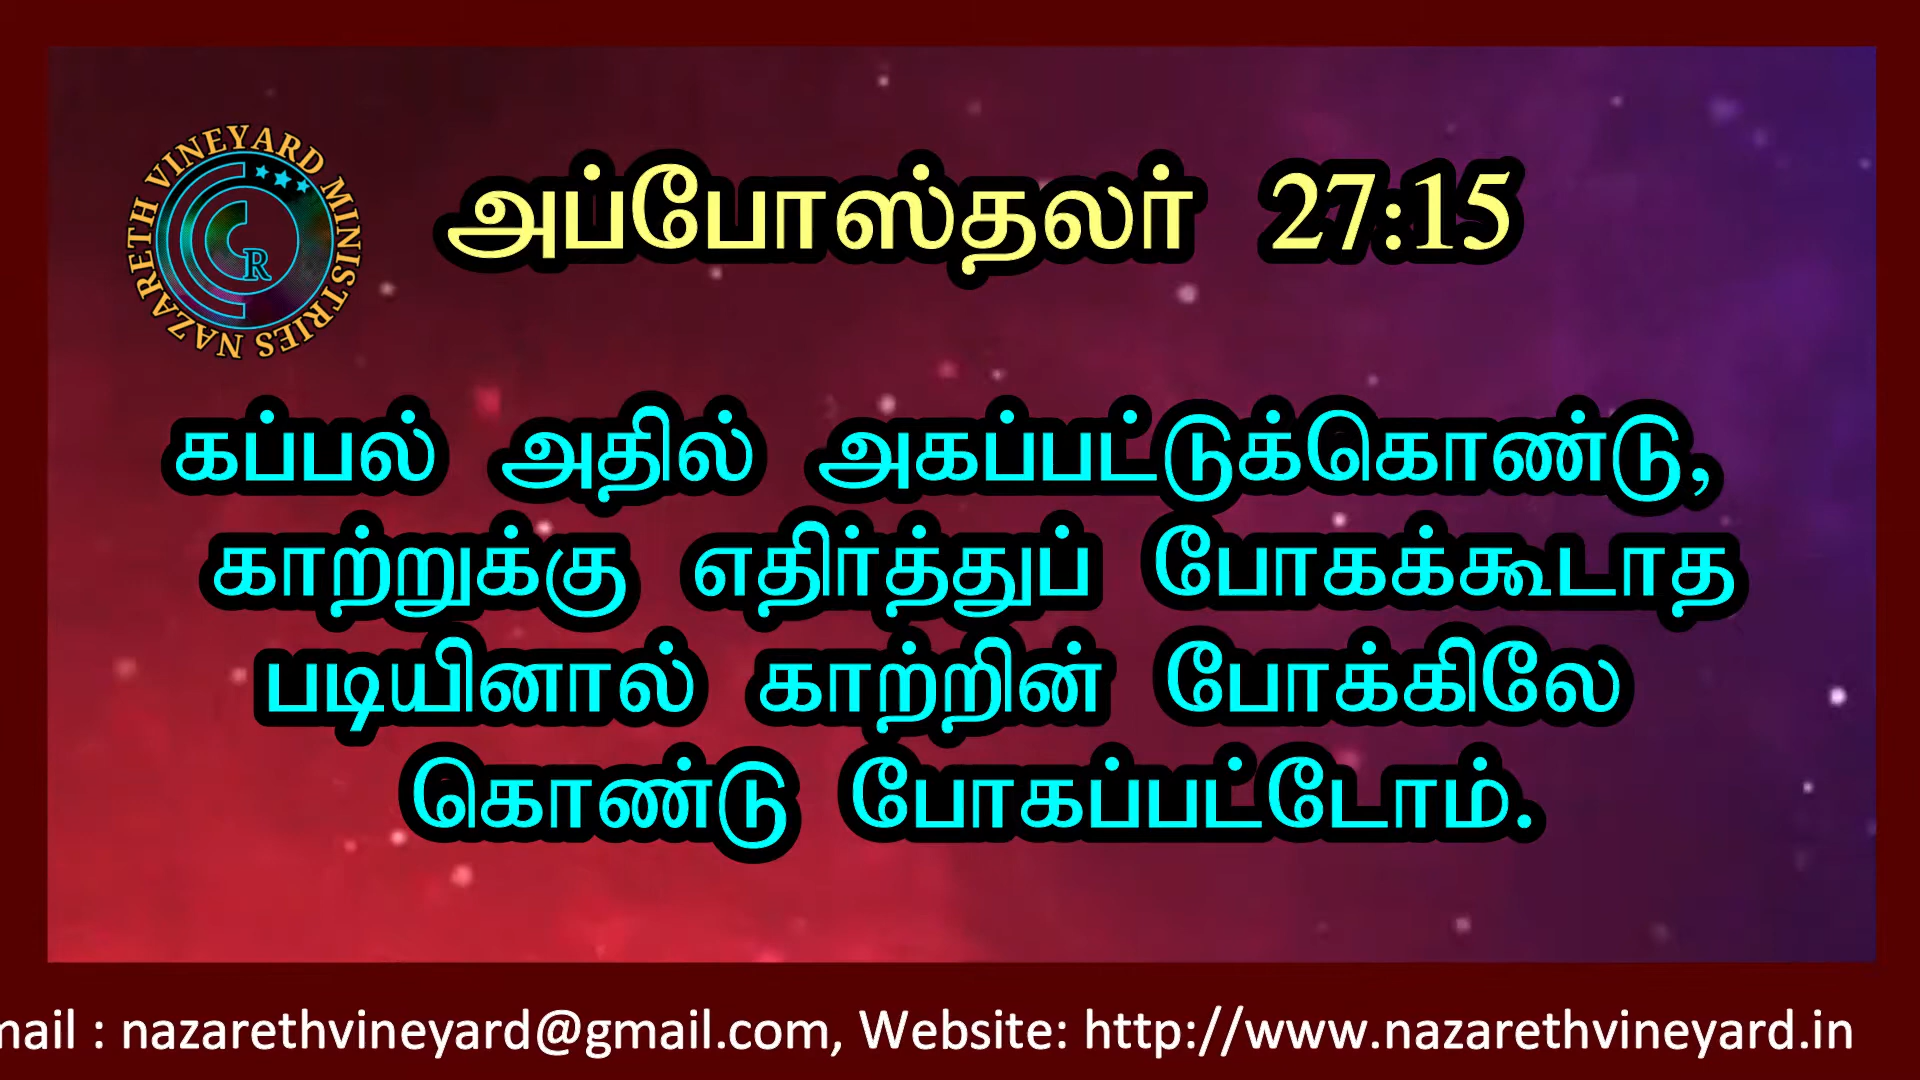 NAZARETH VINEYARD MINISTRIES
CR
அப்போஸ்தலர் 27:15
கப்பல் அதில் அகப்பட்டுக்கொண்டு,
காற்றுக்கு எதிர்த்துப் போகக்கூடாத
படியினால் காற்றின் போக்கிலே
கொண்டு போகப்பட்டோம்.
mail : nazarethvineyard@gmail.com, Website: http://www.nazarethvineyard.in